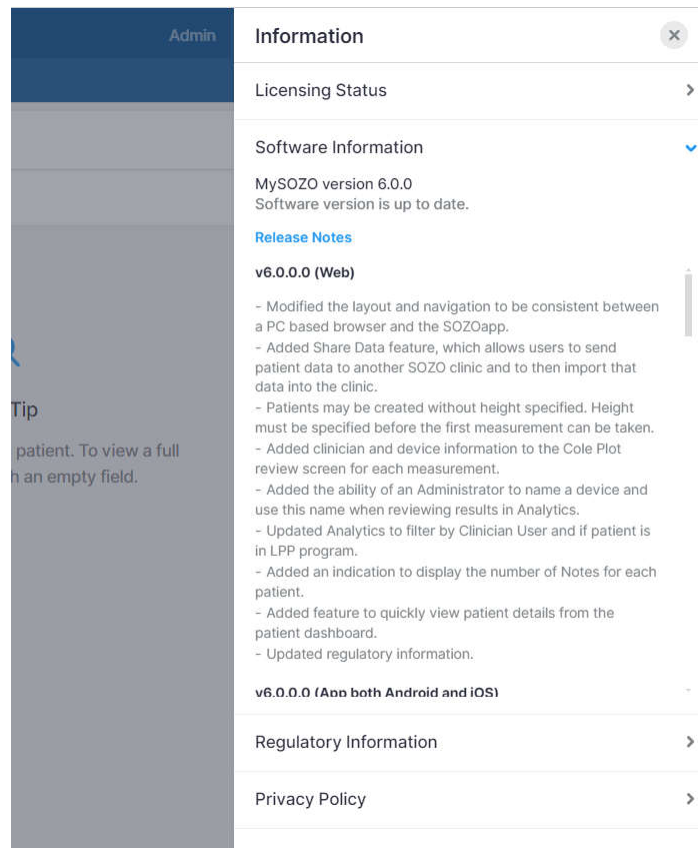 Admin
Information
Licensing Status
Software Information
MySOZO version 6.0.0
Software version is up to date.
Release Notes
v6.0.0.0 (Web)
- Modified the layout and navigation to be consistent between
a PC based browser and the SOZOapp.
- Added Share Data feature, which allows users to send
patient data to another SOZO clinic and to then import that
data into the clinic.
- Patients may be created without height specified. Height
must be specified before the first measurement can be taken.
- Added clinician and device information to the Cole Plot
review screen for each measurement.
- Added the ability of an Administrator to name a device and
use this name when reviewing results in Analytics.
- Updated Analytics to filter by Clinician User and if patient is
in LPP program.
- Added an indication to display the number of Notes for each
patient.
- Added feature to quickly view patient details from the
patient dashboard.
- Updated regulatory information.
v6.0.0.0 (App both Android and iOS)
Regulatory Information
Privacy Policy
Tip
patient. To view a full
h an empty field.